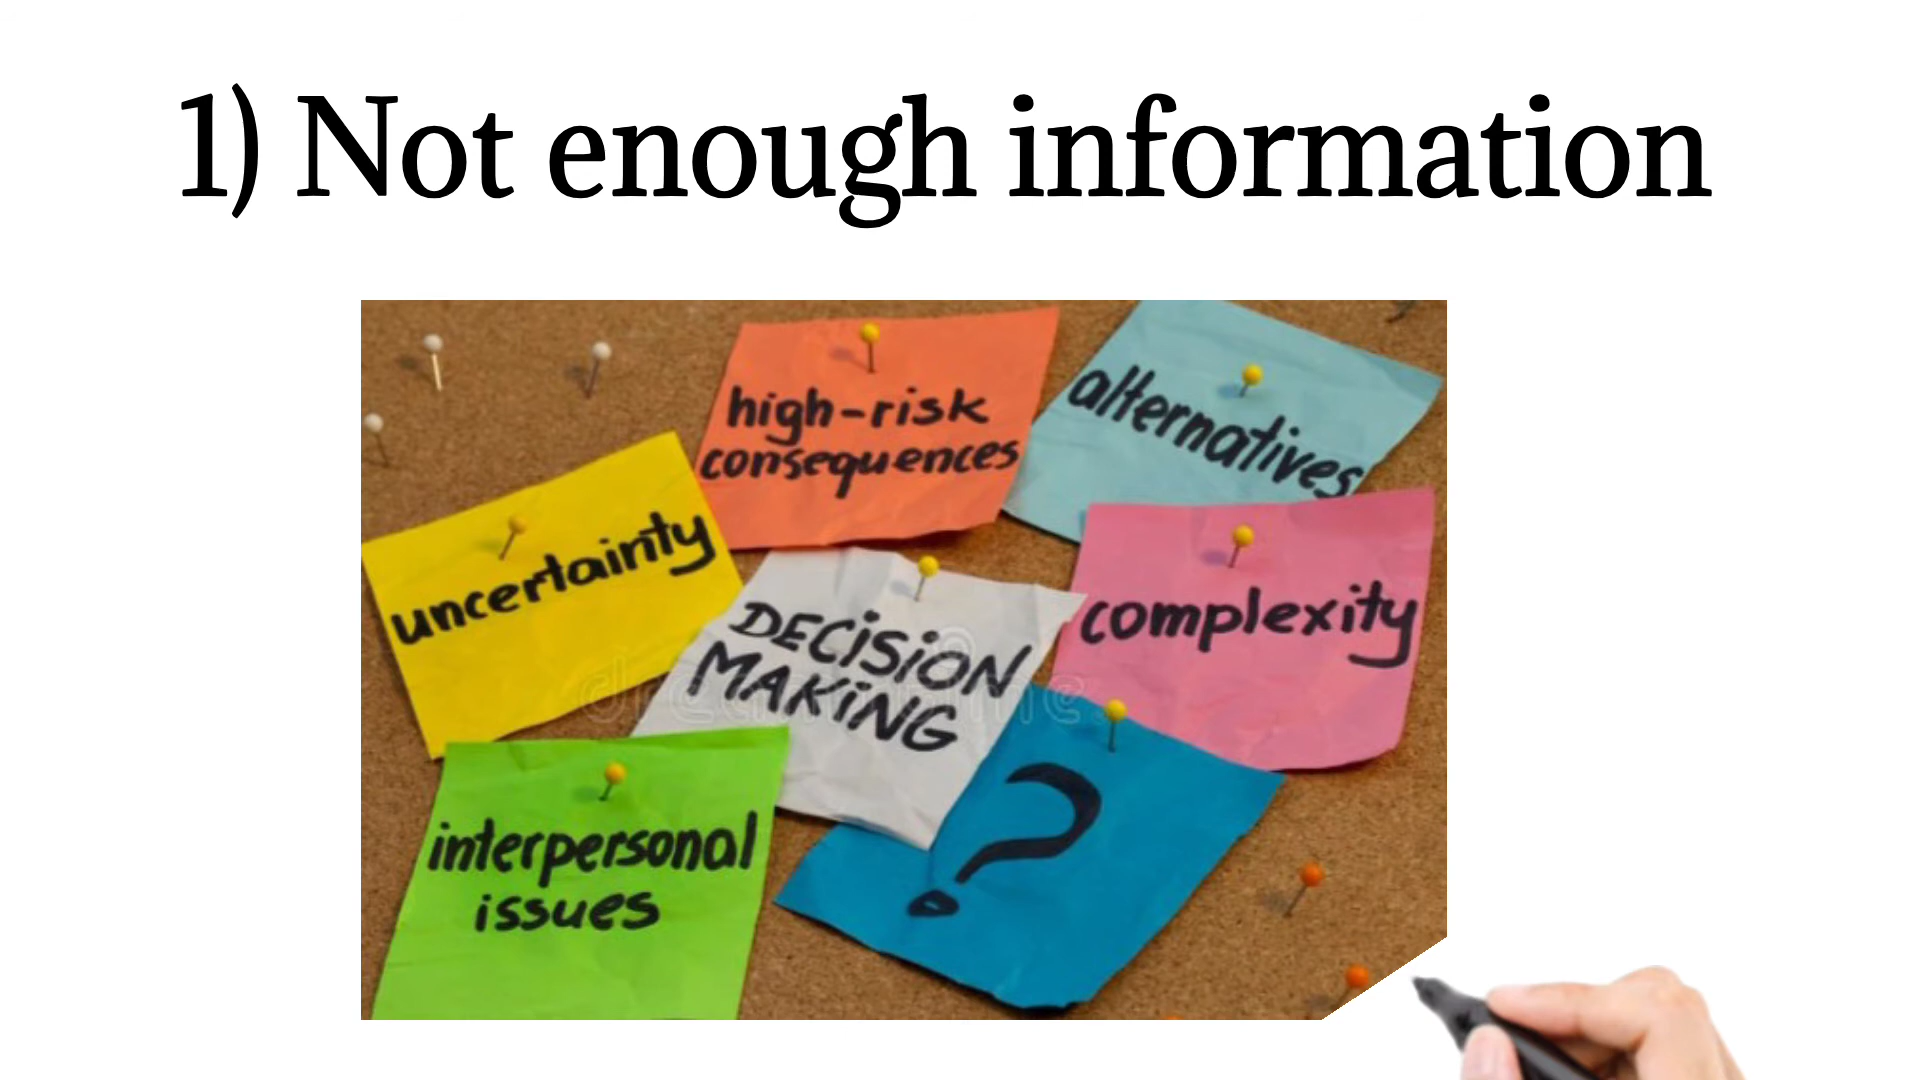 1) Not enough information
high-risk
consequences
alternatives
uncertainty
complexity
DECiSiON
MAKiNG
interpersonal
issues
?